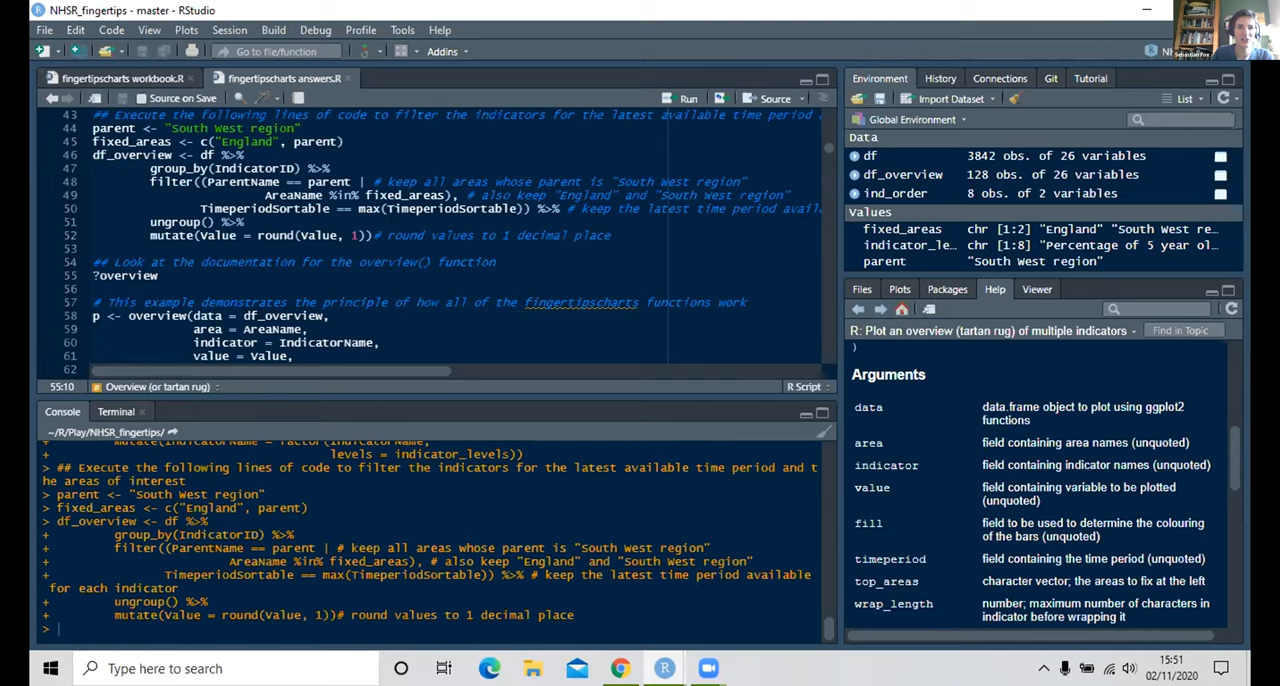 NHSR_fingertips - master - RStudio
File Edit Code View Plots Session Build Debug Profile Tools Help
Go to file/function Addins
fingertipscharts workbook.R fingertipscharts answers.R
Source on Save Run Source
43 ## Execute the following lines of code to filter the indicators for the latest available time period
44 parent <- "South West region"
45 fixed_areas <- c("England", parent)
46 df_overview <- df %>%
47 group_by(IndicatorID) %>%
48 filter((ParentName == parent | # keep all areas whose parent is "South West region"
49 AreaName %in% fixed_areas), # also keep "England" and "South West region"
50 TimeperiodSortable == max(TimeperiodSortable)) %>% # keep the latest time period avail
51 ungroup() %>%
52 mutate(Value = round(Value, 1))# round values to 1 decimal place
53
54 ## Look at the documentation for the overview() function
55 ?overview
56
57 # This example demonstrates the principle of how all of the fingertipscharts functions work
58 p <- overview(data = df_overview,
59 area = AreaName,
60 indicator = IndicatorName,
61 value = Value,
62
55:10 Overview (or tartan rug) R Script
Console Terminal
~/R/Play/NHSR_fingertips/
+ mutate(IndicatorName = factor(IndicatorName,
+ levels = indicator_levels))
> ## Execute the following lines of code to filter the indicators for the latest available time period and t
he areas of interest
> parent <- "South West region"
> fixed_areas <- c("England", parent)
> df_overview <- df %>%
+ group_by(IndicatorID) %>%
+ filter((ParentName == parent | # keep all areas whose parent is "South West region"
+ AreaName %in% fixed_areas), # also keep "England" and "South West region"
+ TimeperiodSortable == max(TimeperiodSortable)) %>% # keep the latest time period available
for each indicator
+ ungroup() %>%
+ mutate(Value = round(Value, 1))# round values to 1 decimal place
>
Sebastian Fox
Environment History Connections Git Tutorial
Import Dataset List
Global Environment
Data
df 3842 obs. of 26 variables
df_overview 128 obs. of 26 variables
ind_order 8 obs. of 2 variables
Values
fixed_areas chr [1:2] "England" "South West re...
indicator_le… chr [1:8] "Percentage of 5 year ol...
parent "South West region"
Files Plots Packages Help Viewer
R: Plot an overview (tartan rug) of multiple indicators Find in Topic
)
Arguments
data data.frame object to plot using ggplot2
functions
area field containing area names (unquoted)
indicator field containing indicator names (unquoted)
value field containing variable to be plotted
(unquoted)
fill field to be used to determine the colouring
of the bars (unquoted)
timeperiod field containing the time period (unquoted)
top_areas character vector; the areas to fix at the left
wrap_length number; maximum number of characters in
indicator before wrapping it
Type here to search
15:51
02/11/2020